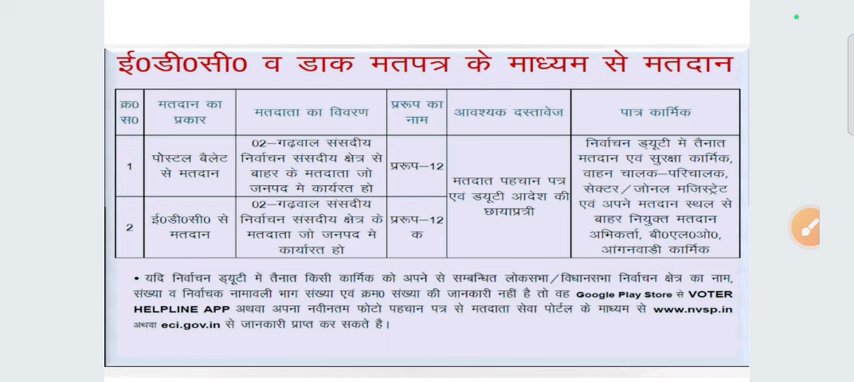 ई0डी0सी0 व डाक मतपत्र के माध्यम से मतदान
क्र0 स0
मतदान का प्रकार
मतदाता का विवरण
प्ररूप का नाम
आवश्यक दस्तावेज
पात्र कार्मिक
1
पोस्टल बैलेट से मतदान
02–गढ़वाल संसदीय
निर्वाचन संसदीय क्षेत्र से
बाहर के मतदाता जो
जनपद मे कार्यरत हो
प्ररूप–12
मतदात पहचान पत्र
एवं डयूटी आदेश की
छायाप्रती
निर्वाचन ड्यूटी में तैनात
मतदान एवं सुरक्षा कार्मिक,
वाहन चालक–परिचालक,
सेक्टर/जोनल मजिस्ट्रेट
एवं अपने मतदान स्थल से
बाहर नियुक्त मतदान
अभिकर्ता, बी0एल0ओ0,
आंगनवाडी कार्मिक
2
ई0डी0सी0 से
मतदान
02–गढ़वाल संसदीय
निर्वाचन संसदीय क्षेत्र के
मतदाता जो जनपद मे
कार्यारत हो
प्ररूप–12
क
• यदि निर्वाचन ड्यूटी में तैनात किसी कार्मिक को अपने से सम्बन्धित लोकसभा/विधानसभा निर्वाचन क्षेत्र का नाम,
संख्या व निर्वाचक नामावली भाग संख्या एवं क्रम0 संख्या की जानकारी नहीं है तो वह Google Play Store से VOTER
HELPLINE APP अथवा अपना नवीनतम फोटो पहचान पत्र से मतदाता सेवा पोर्टल के माध्यम से www.nvsp.in
अथवा eci.gov.in से जानकारी प्राप्त कर सकते है।